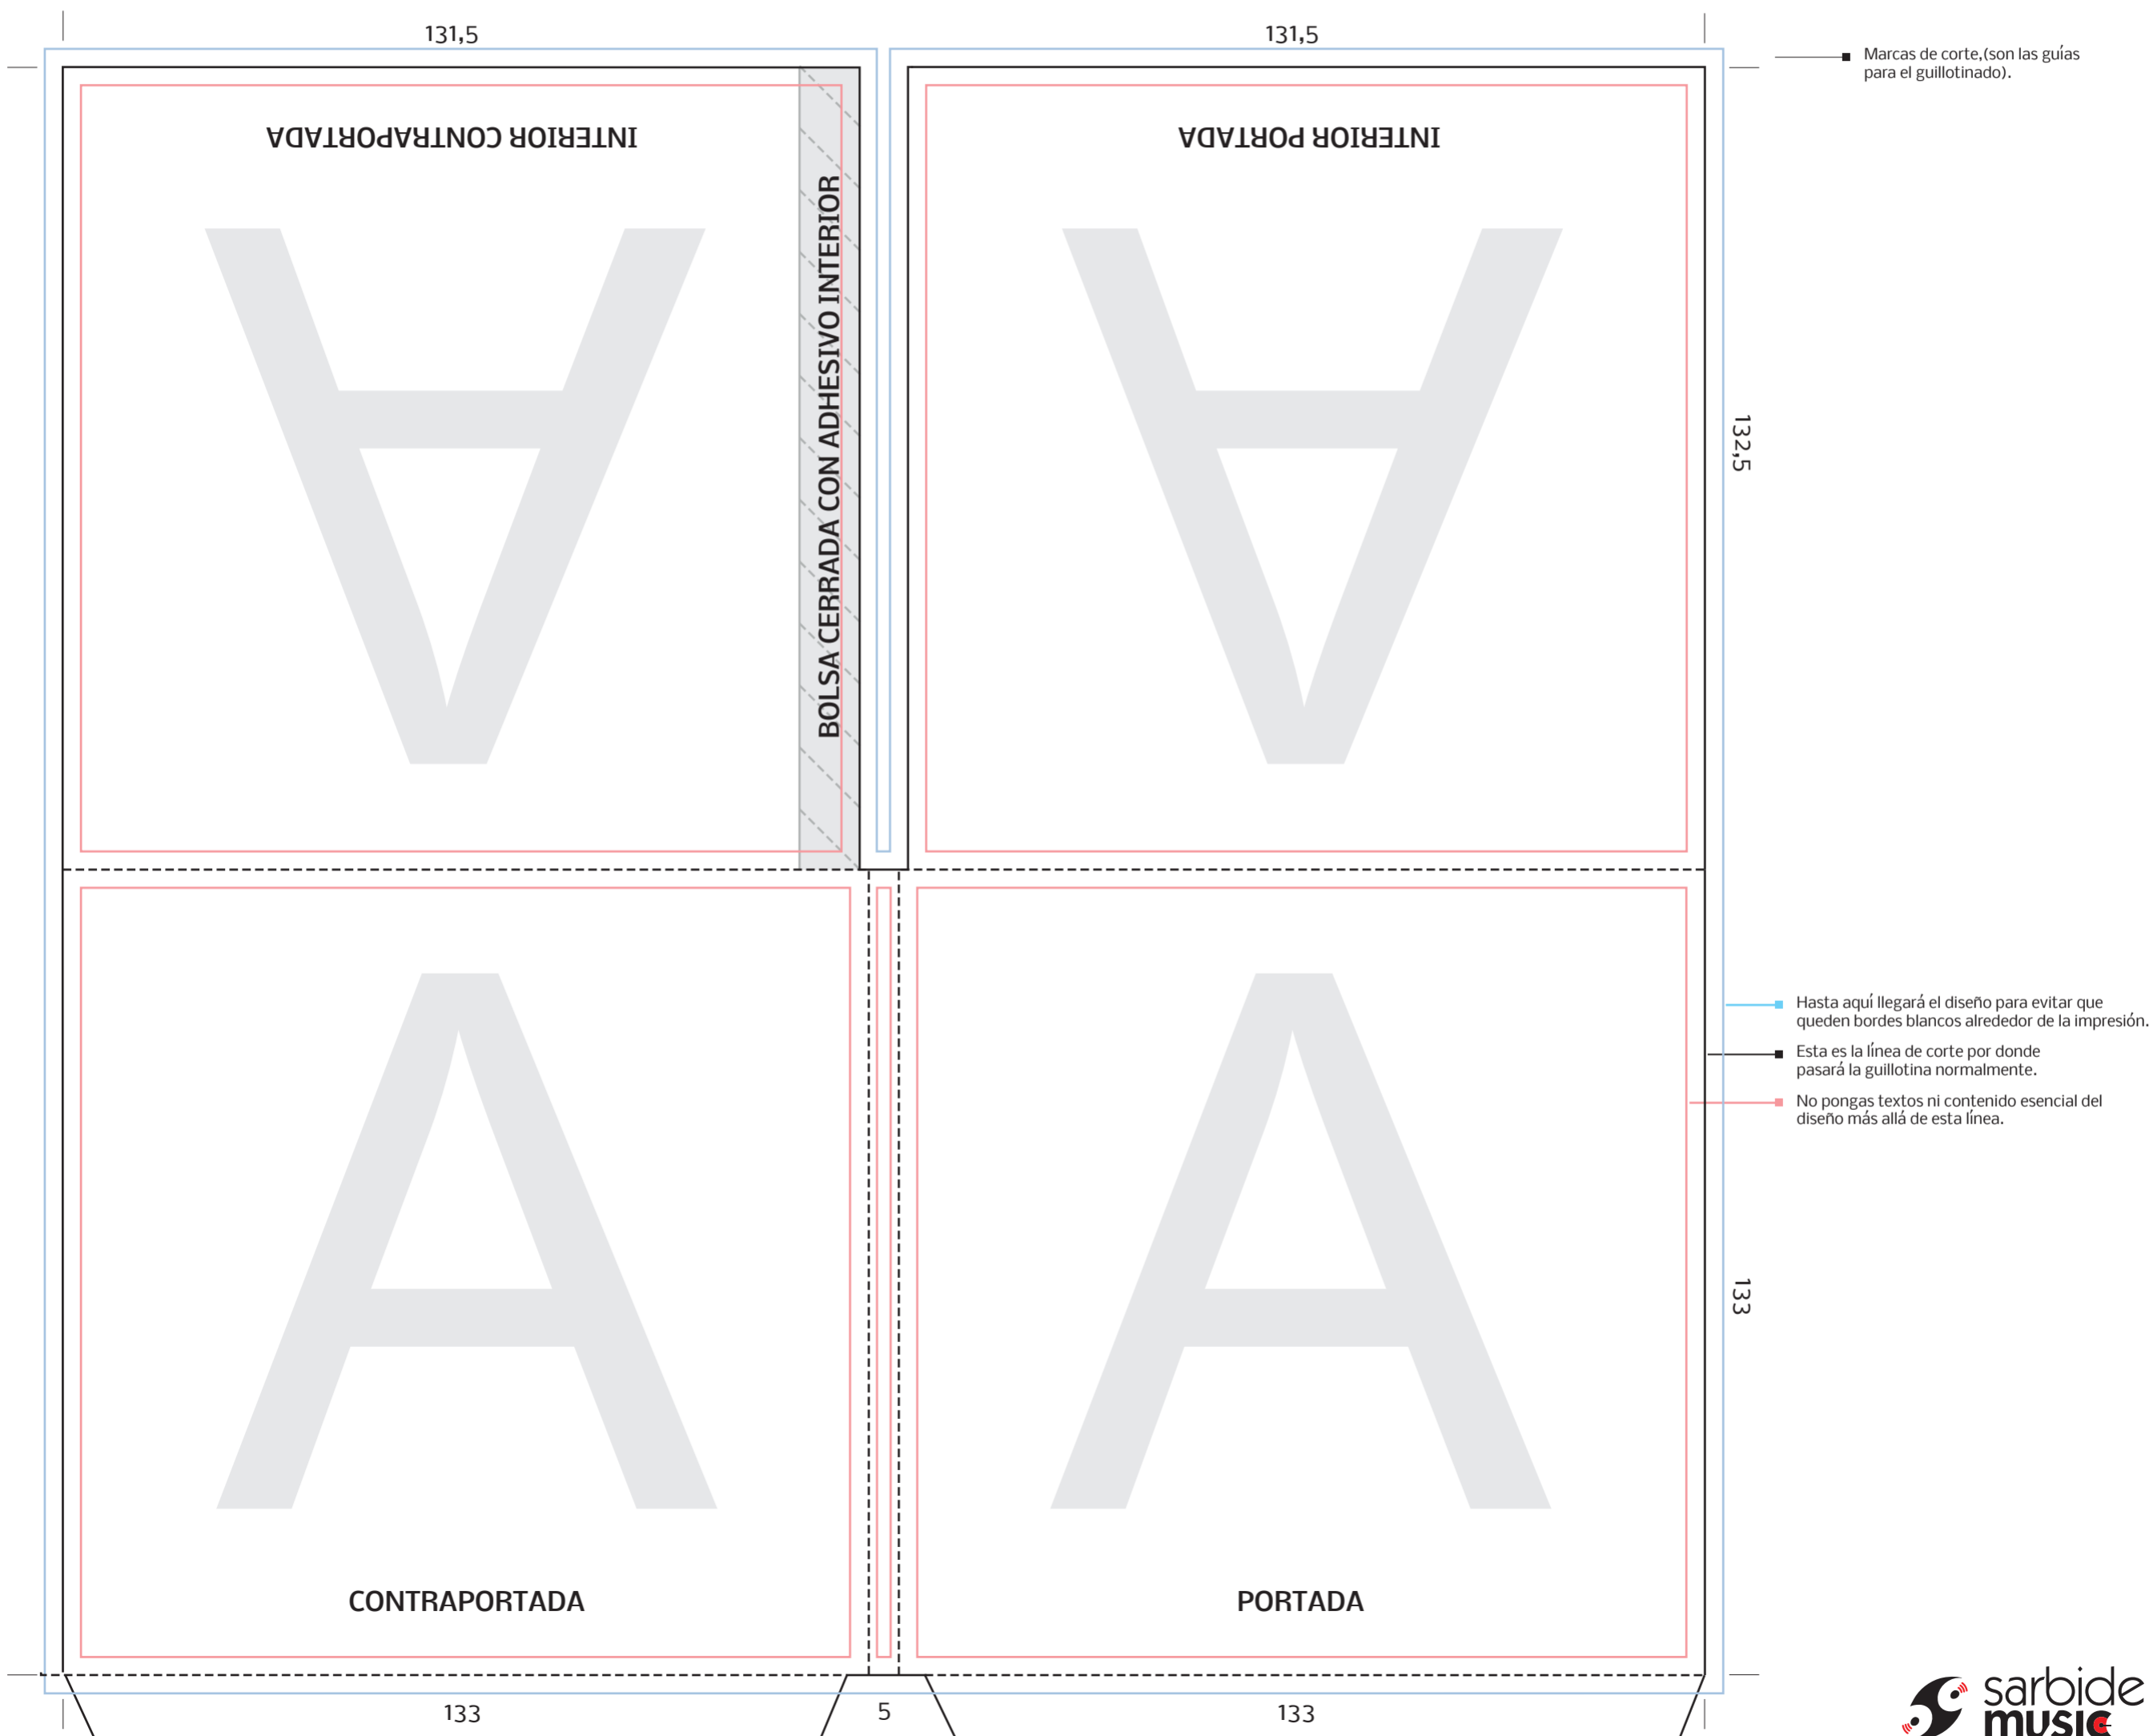 131,5
131,5
Marcas de corte,(son las guías
para el guillotinado).
INTERIOR CONTRAPORTADA
INTERIOR PORTADA
BOLSA CERRADA CON ADHESIVO INTERIOR
A
A
132,5
Hasta aquí llegará el diseño para evitar que
queden bordes blancos alrededor de la impresión.
Esta es la línea de corte por donde
pasará la guillotina normalmente.
No pongas textos ni contenido esencial del
diseño más allá de esta línea.
A
A
133
CONTRAPORTADA
PORTADA
133
5
133
sarbide
music